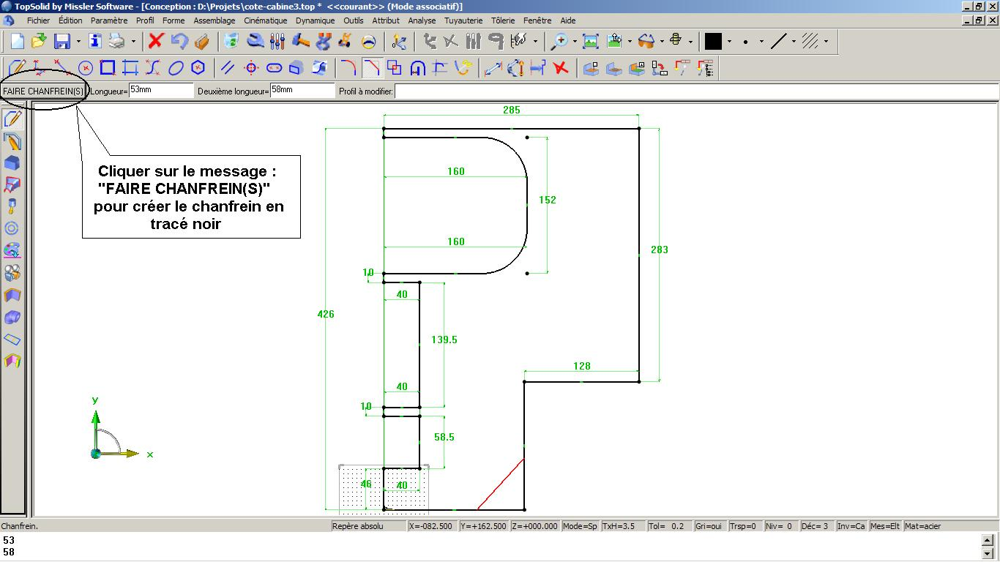 TopSolid by Missler Software - [Conception : D:\Projets\cote-cabine3.top *  <<courant>> (Mode associatif)]
Fichier Édition Paramètre Profil Forme Assemblage Cinématique Dynamique Outils Attribut Analyse Tuyauterie Tôlerie Fenêtre Aide
FAIRE CHANFREIN(S) Longueur= 53mm Deuxième longueur= 58mm Profil à modifier:
285
Cliquer sur le message :
"FAIRE CHANFREIN(S)"
pour créer le chanfrein en
tracé noir
160
152
160
283
10
40
426
139.5
128
40
10
58.5
46
40
y
x
Chanfrein. Repère absolu X=-082.500 Y=+162.500 Z=+000.000 Mode=Sp TxH=3.5 Tol= 0.2 Gri=oui Trsp=0 Niv= 0 Déc= 3 Inv=Ca Mes=Elt Mat=acier
53
58